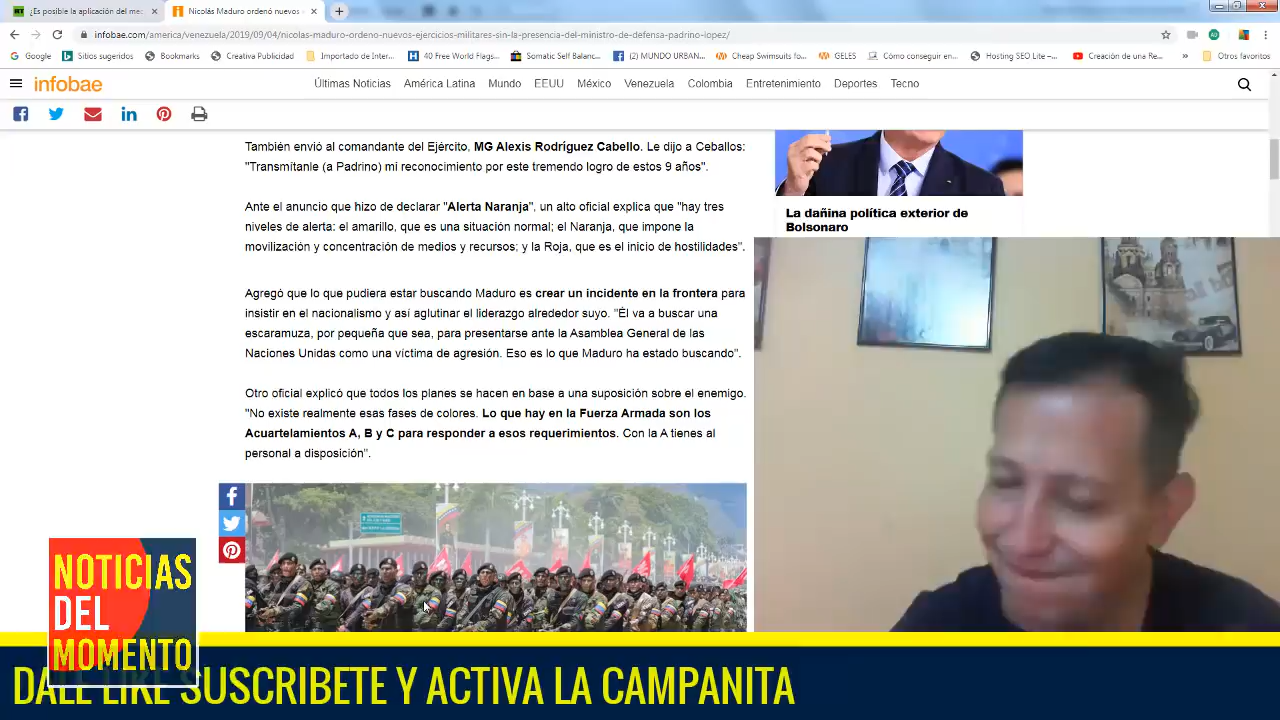 ¿Es posible la aplicación del me
Nicolás Maduro ordenó nuevos
infobae.com/america/venezuela/2019/09/04/nicolas-maduro-ordeno-nuevos-ejercicios-militares-sin-la-presencia-del-ministro-de-defensa-padrino-lopez/
Google
Sitios sugeridos
Bookmarks
Creatica Publicidad
Importado de Inter...
40 Free World Flags...
Somatic Self Balanc...
(2) MUNDO URBAN...
Cheap Swimsuits fo...
GELES
Cómo conseguir en...
Hosting SEO Lite –...
Creación de una Re...
Otros favoritos
infobae
Últimas Noticias América Latina Mundo EEUU México Venezuela Colombia Entretenimiento Deportes Tecno
También envió al comandante del Ejército, MG Alexis Rodríguez Cabello. Le dijo a Ceballos:
"Transmítanle (a Padrino) mi reconocimiento por este tremendo logro de estos 9 años".
Ante el anuncio que hizo de declarar "Alerta Naranja", un alto oficial explica que "hay tres
niveles de alerta: el amarillo, que es una situación normal; el Naranja, que impone la
movilización y concentración de medios y recursos; y la Roja, que es el inicio de hostilidades".
Agregó que lo que pudiera estar buscando Maduro es crear un incidente en la frontera para
insistir en el nacionalismo y así aglutinar el liderazgo alrededor suyo. "Él va a buscar una
escaramuza, por pequeña que sea, para presentarse ante la Asamblea General de las
Naciones Unidas como una víctima de agresión. Eso es lo que Maduro ha estado buscando".
Otro oficial explicó que todos los planes se hacen en base a una suposición sobre el enemigo.
"No existe realmente esas fases de colores. Lo que hay en la Fuerza Armada son los
Acuartelamientos A, B y C para responder a esos requerimientos. Con la A tienes al
personal a disposición".
La dañina política exterior de
Bolsonaro
NOTICIAS
DEL
MOMENTO
DALE LIKE SUSCRIBETE Y ACTIVA LA CAMPANITA